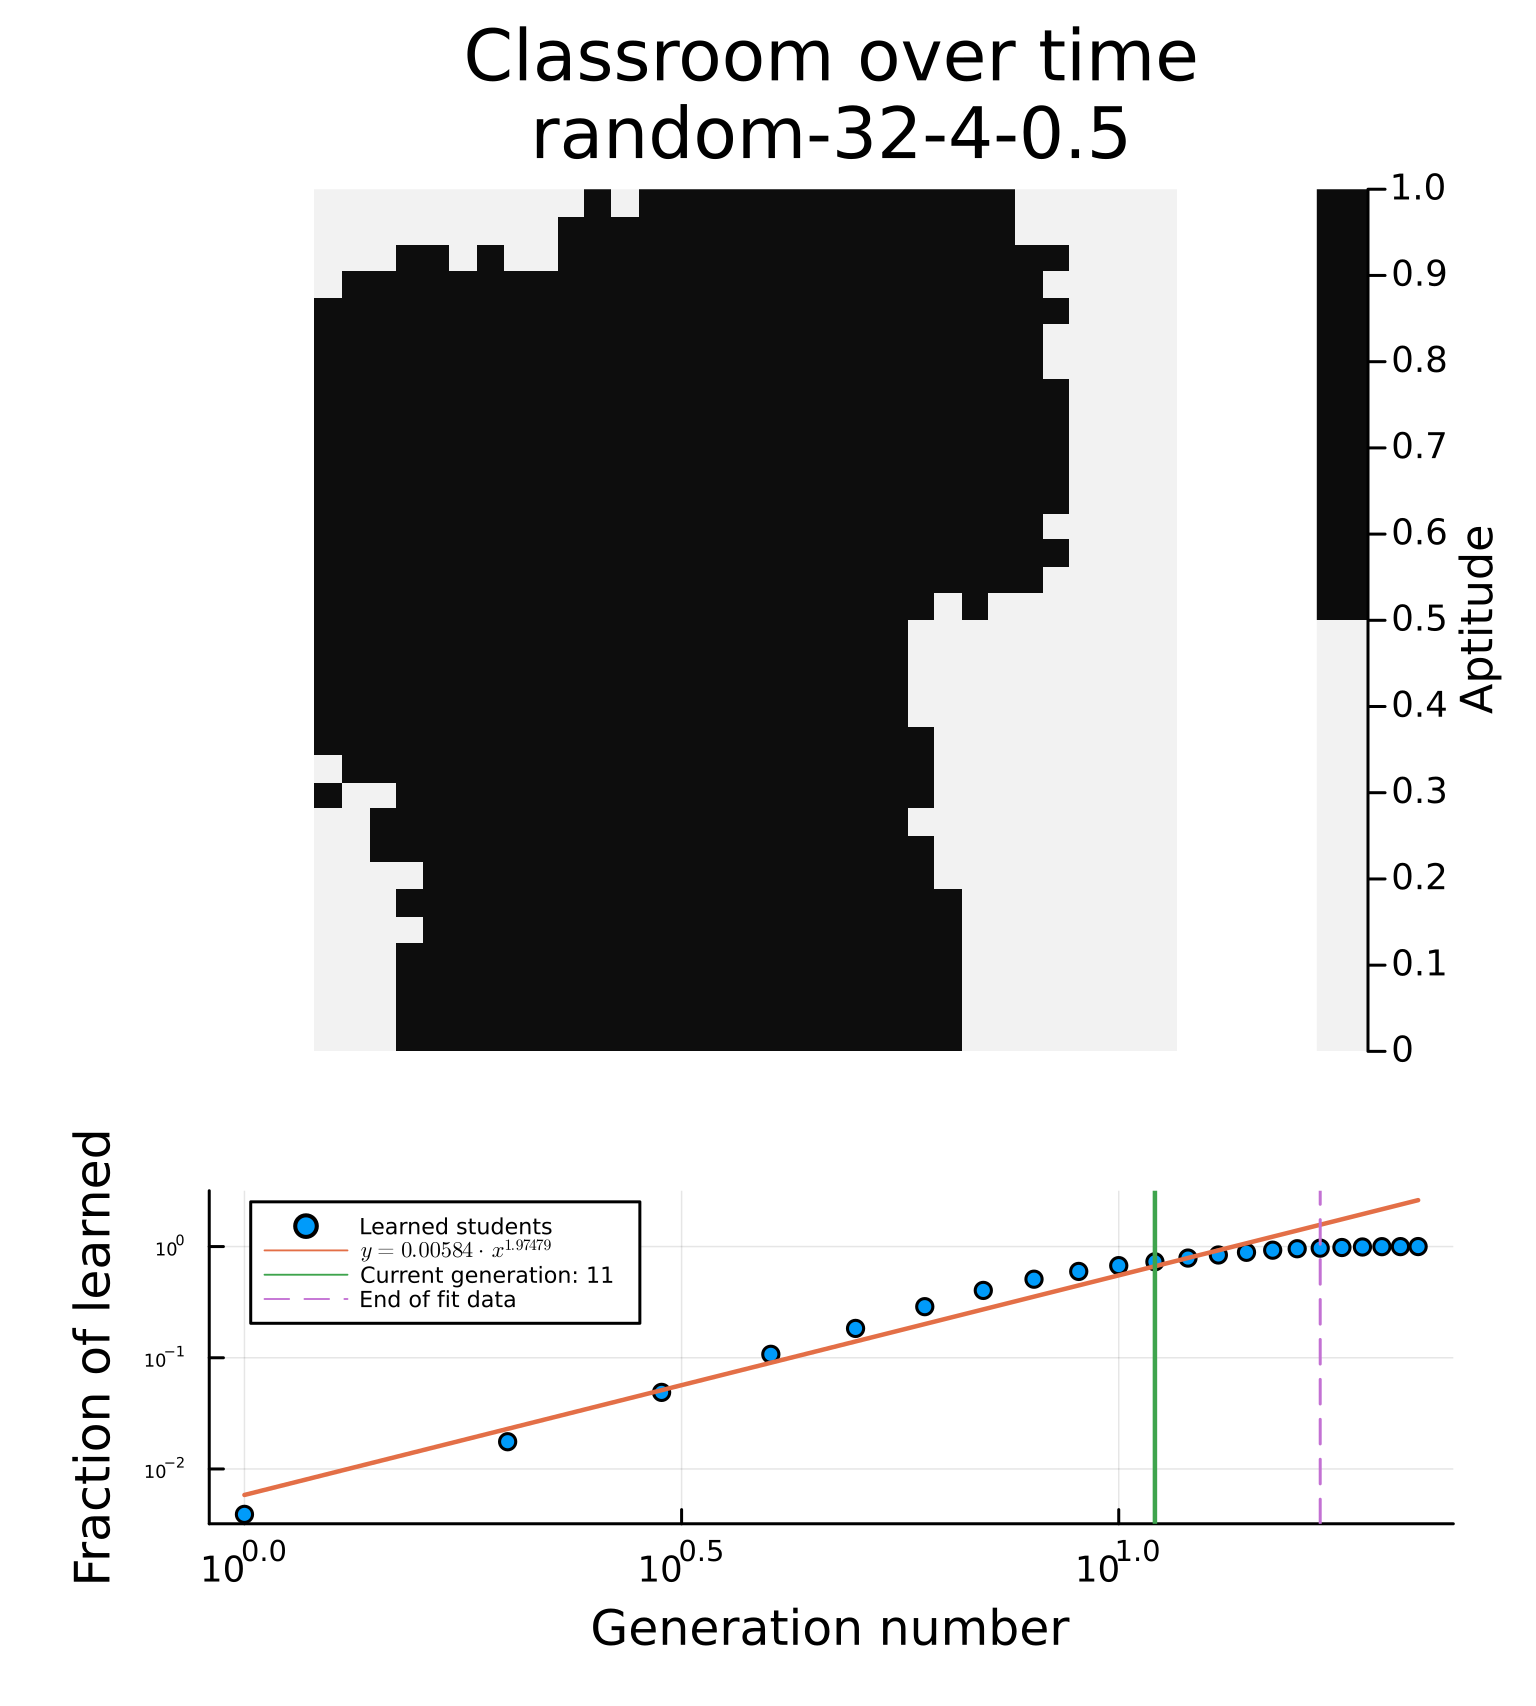 Classroom over time
random-32-4-0.5
1.0
0.9
0.8
0.7
0.6
0.5
0.4
0.3
0.2
0.1
0
Aptitude
Fraction of learned
10^0
10^−1
10^−2
Learned students
y = 0.00584 · x^1.97479
Current generation: 11
End of fit data
10^0.0
10^0.5
10^1.0
Generation number